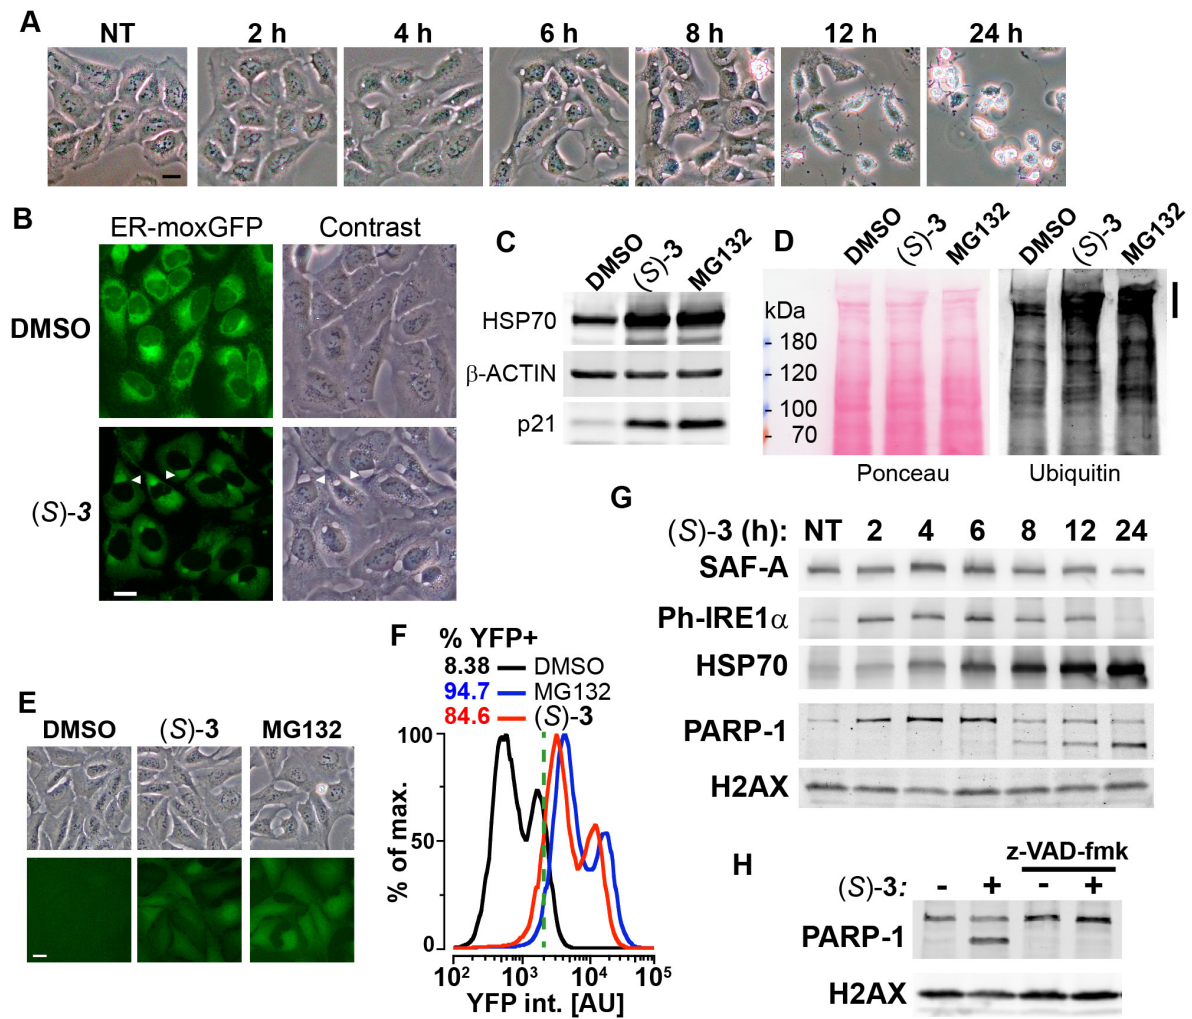 A
NT 2 h 4 h 6 h 8 h 12 h 24 h
B
ER-moxGFP Contrast
DMSO
(S)-3
C
DMSO (S)-3 MG132
HSP70
β-ACTIN
p21
D
DMSO (S)-3 MG132 DMSO (S)-3 MG132
kDa
180
120
100
70
Ponceau Ubiquitin
E
DMSO (S)-3 MG132
F
% YFP+
8.38 DMSO
94.7 MG132
84.6 (S)-3
100
50
0
% of max.
10² 10³ 10⁴ 10⁵
YFP int. [AU]
G
(S)-3 (h): NT 2 4 6 8 12 24
SAF-A
Ph-IRE1α
HSP70
PARP-1
H2AX
H
z-VAD-fmk
(S)-3: - + - +
PARP-1
H2AX